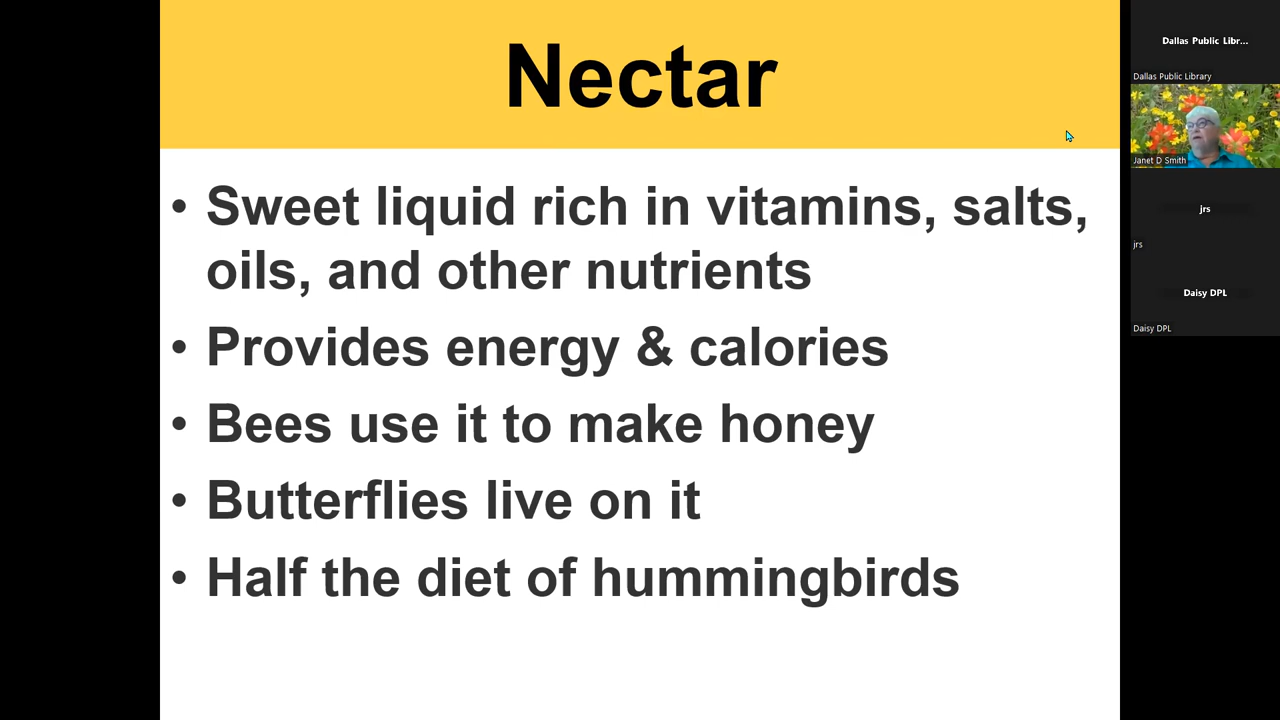 Nectar
• Sweet liquid rich in vitamins, salts,
oils, and other nutrients
• Provides energy & calories
• Bees use it to make honey
• Butterflies live on it
• Half the diet of hummingbirds
Dallas Public Libr...
Dallas Public Library
Janet D Smith
jrs
jrs
Daisy DPL
Daisy DPL